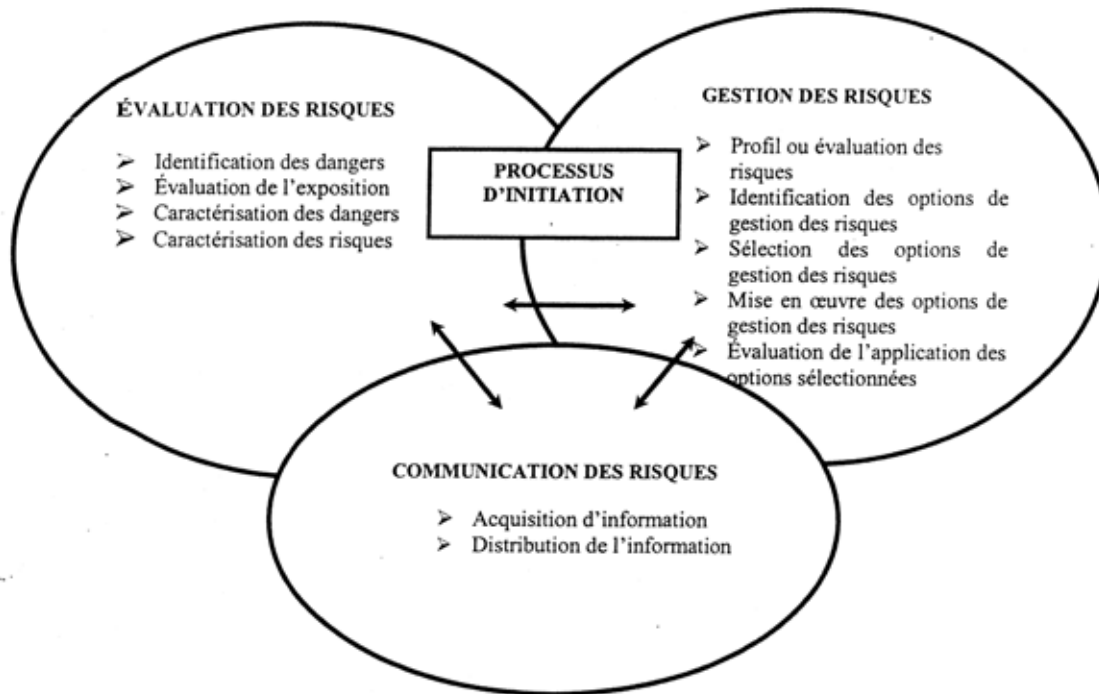 ÉVALUATION DES RISQUES
➢ Identification des dangers
➢ Évaluation de l'exposition
➢ Caractérisation des dangers
➢ Caractérisation des risques
PROCESSUS
D'INITIATION
GESTION DES RISQUES
➢ Profil ou évaluation des
risques
➢ Identification des options de
gestion des risques
➢ Sélection des options de
gestion des risques
➢ Mise en œuvre des options de
gestion des risques
➢ Évaluation de l'application des
options sélectionnées
COMMUNICATION DES RISQUES
➢ Acquisition d'information
➢ Distribution de l'information